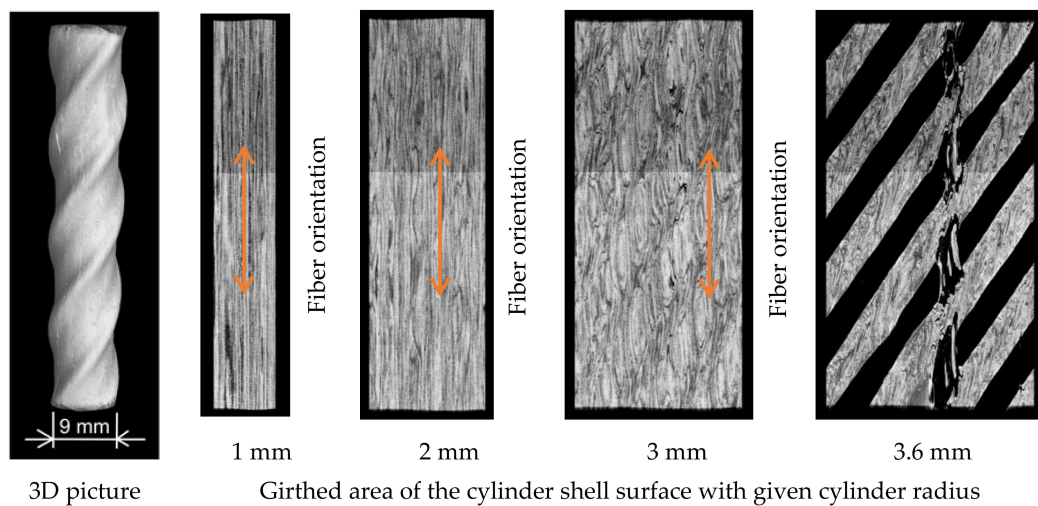 9 mm
Fiber orientation
Fiber orientation
Fiber orientation
1 mm
2 mm
3 mm
3.6 mm
3D picture
Girthed area of the cylinder shell surface with given cylinder radius